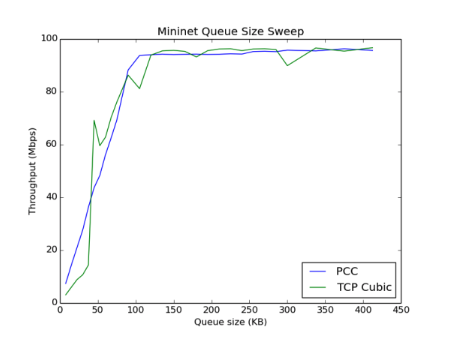 Mininet Queue Size Sweep
100
80
60
40
20
0
Throughput (Mbps)
0 50 100 150 200 250 300 350 400 450
Queue size (KB)
PCC
TCP Cubic